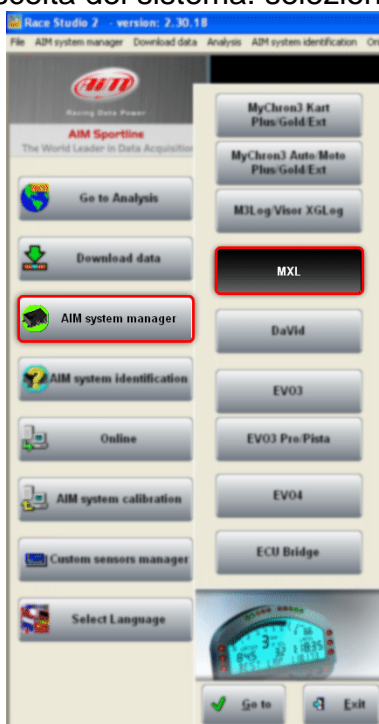 scelta del sistema: selezion
Race Studio 2 - version: 2.30.18
File AIM system manager Download data Analysis AIM system identification On
AiM
Racing Data Power
AIM Sportline
The World Leader in Data Acquisition
Go to Analysis
Download data
AIM system manager
AIM system identification
Online
AIM system calibration
Custom sensors manager
Select Language
MyChron3 Kart
Plus/Gold/Ext
MyChron3 Auto/Moto
Plus/Gold/Ext
M3Log/Visor XGLog
MXL
DaVid
EVO3
EVO3 Pro/Pista
EVO4
ECU Bridge
Go to
Exit